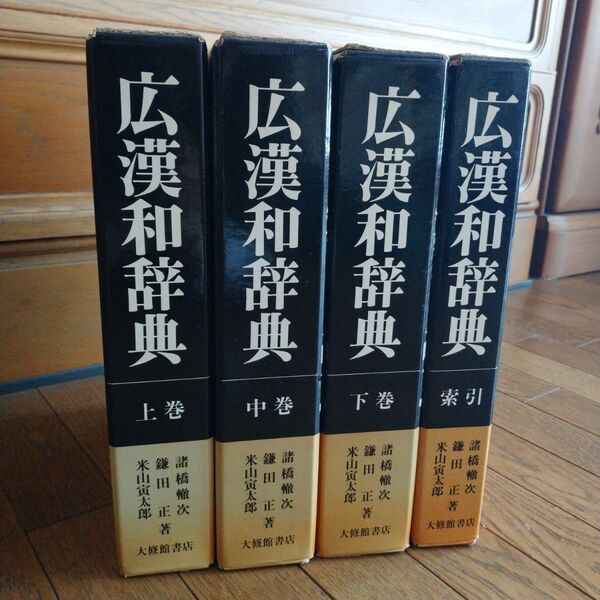 広漢和辞典
上巻
諸橋轍次
鎌田正
米山寅太郎
著
大修館書店
広漢和辞典
中巻
諸橋轍次
鎌田正
米山寅太郎
著
大修館書店
広漢和辞典
下巻
諸橋轍次
鎌田正
米山寅太郎
著
大修館書店
広漢和辞典
索引
諸橋轍次
鎌田正
米山寅太郎
著
大修館書店